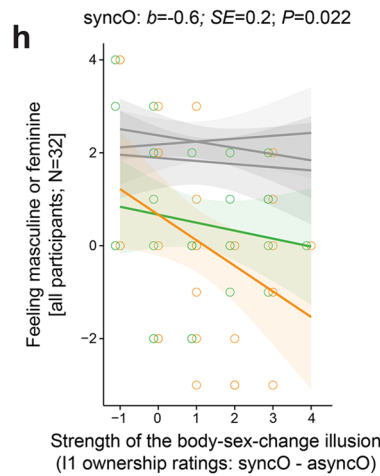 syncO: b=-0.6; SE=0.2; P=0.022
h
Feeling masculine or feminine
[all participants; N=32]
4
2
0
−2
−1 0 1 2 3 4
Strength of the body-sex-change illusion
(I1 ownership ratings: syncO - asyncO)